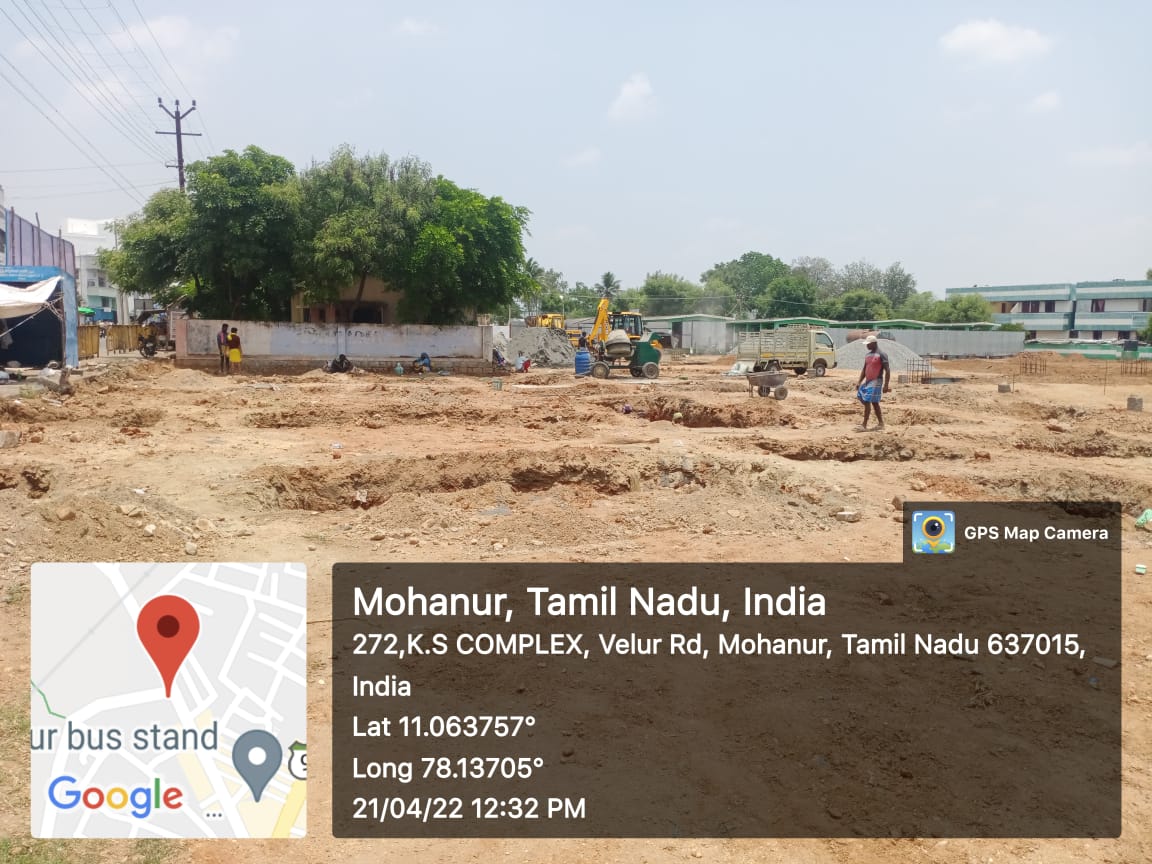 GPS Map Camera
Mohanur, Tamil Nadu, India
272,K.S COMPLEX, Velur Rd, Mohanur, Tamil Nadu 637015,
India
Lat 11.063757°
Long 78.13705°
21/04/22 12:32 PM
ur bus stand
Google
...